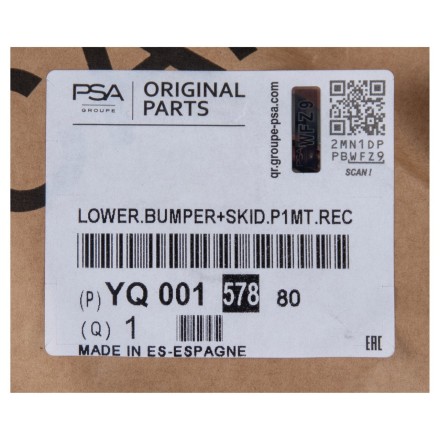 PSA
GROUPE
ORIGINAL
PARTS
qr.groupe-psa.com
WFZ9
2MN1DP
PBWFZ9
SCAN!
LOWER.BUMPER+SKID.P1MT.REC
(P) YQ 001 578 80
(Q) 1
MADE IN ES-ESPAGNE
EAC